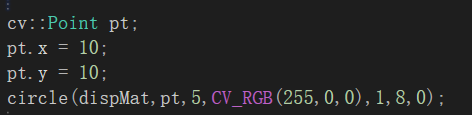 cv::Point pt;
pt.x = 10;
pt.y = 10;
circle(dispMat,pt,5,CV_RGB(255,0,0),1,8,0);